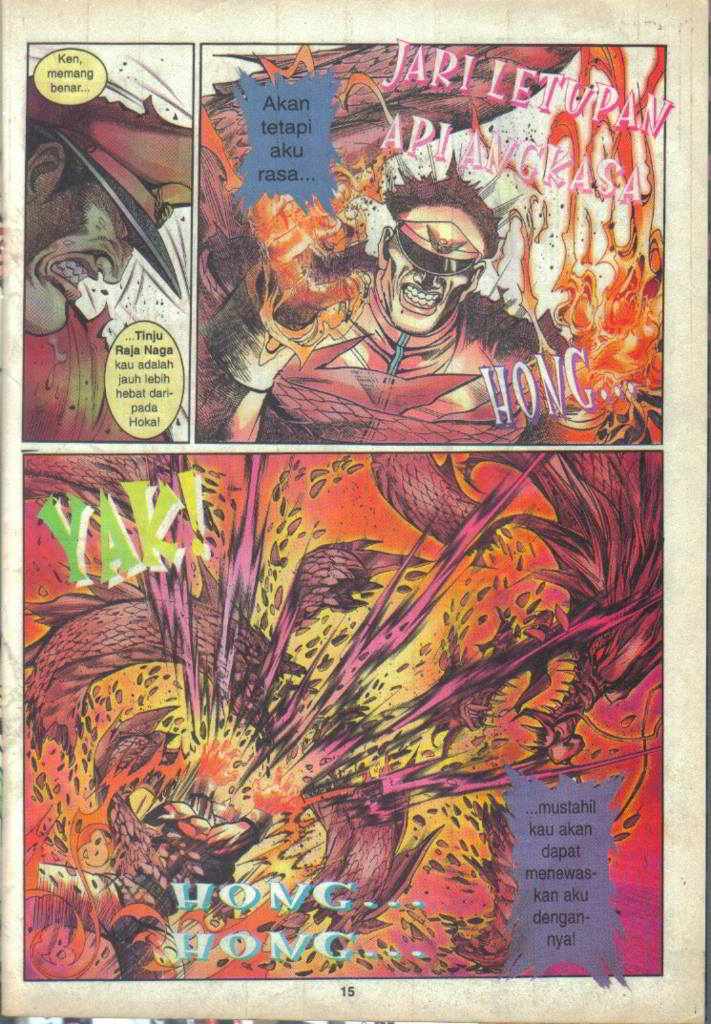 Ken,
memang
benar...
...Tinju
Raja Naga
kau adalah
jauh lebih
hebat dari-
pada
Hoka!
Akan
tetapi
aku
rasa...
JARI LETUPAN
API ANGKASA
HONG...
YAK!
...mustahil
kau akan
dapat
menewas-
kan aku
dengan-
nya!
HONG...
HONG...
15